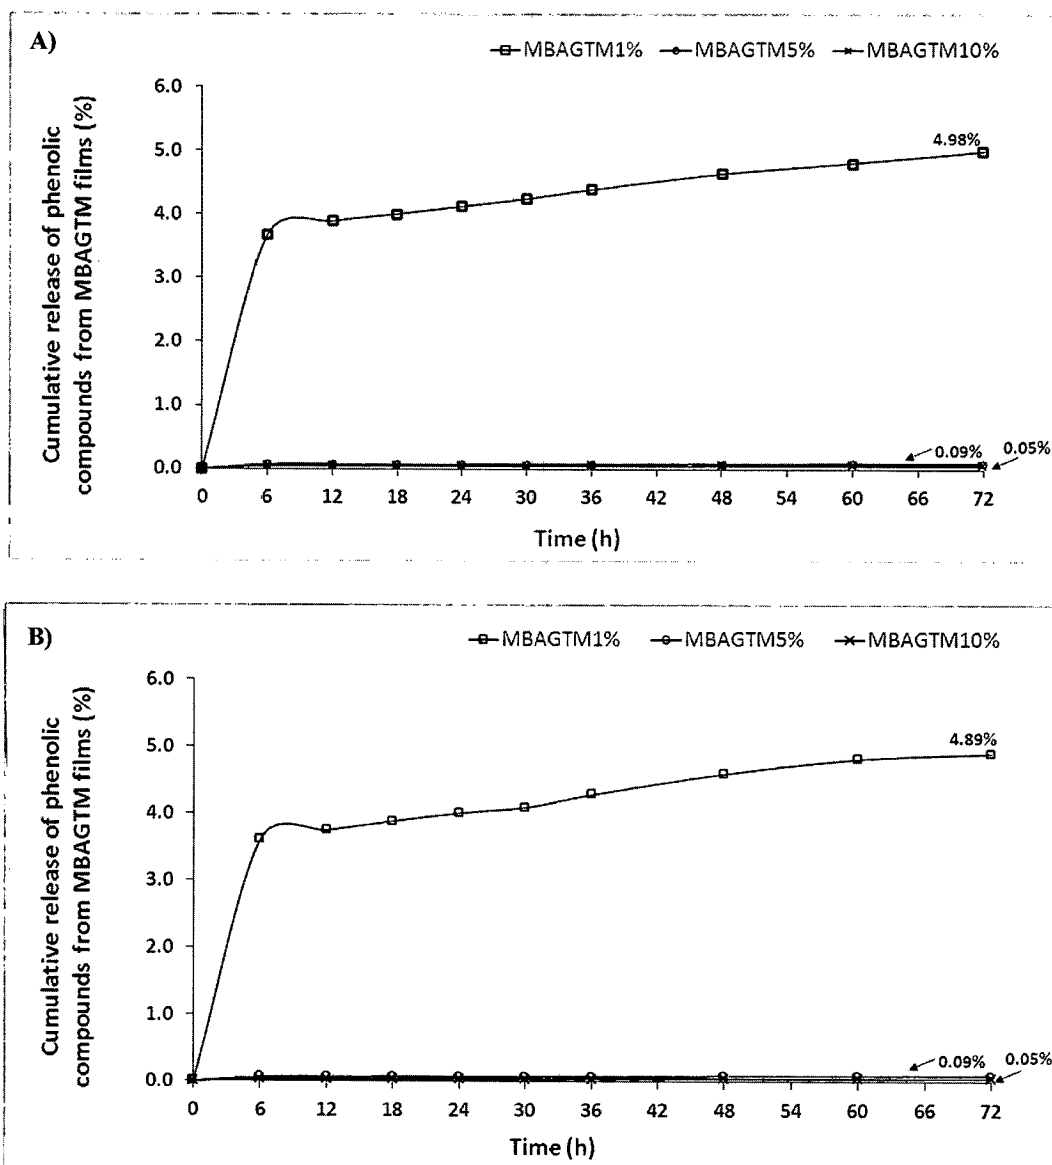 A)
MBAGTM1% MBAGTM5% MBAGTM10%
Cumulative release of phenolic
compounds from MBAGTM films (%)
6.0
5.0
4.0
3.0
2.0
1.0
0.0
4.98%
0.09%
0.05%
0 6 12 18 24 30 36 42 48 54 60 66 72
Time (h)
B)
MBAGTM1% MBAGTM5% MBAGTM10%
Cumulative release of phenolic
compounds from MBAGTM films (%)
6.0
5.0
4.0
3.0
2.0
1.0
0.0
4.89%
0.09%
0.05%
0 6 12 18 24 30 36 42 48 54 60 66 72
Time (h)